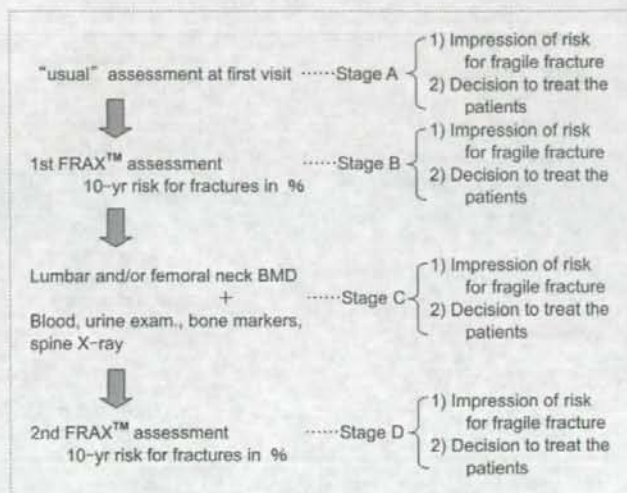 "usual" assessment at first visit ······Stage A
1) Impression of risk
for fragile fracture
2) Decision to treat the
patients
1st FRAX™ assessment ······Stage B
10-yr risk for fractures in %
1) Impression of risk
for fragile fracture
2) Decision to treat the
patients
Lumbar and/or femoral neck BMD
+ ······Stage C
Blood, urine exam., bone markers,
spine X-ray
1) Impression of risk
for fragile fracture
2) Decision to treat the
patients
2nd FRAX™ assessment ······Stage D
10-yr risk for fractures in %
1) Impression of risk
for fragile fracture
2) Decision to treat the
patients